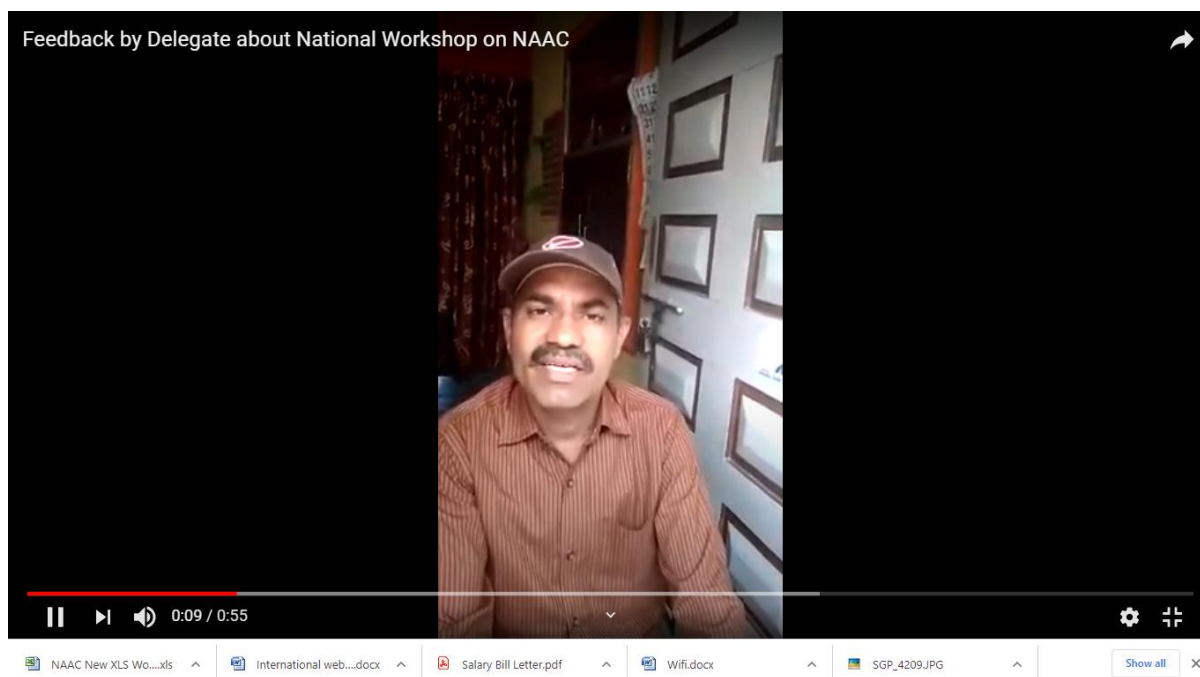 Feedback by Delegate about National Workshop on NAAC
0:09 / 0:55
NAAC New XLS Wo....xls
International web....docx
Salary Bill Letter.pdf
Wifi.docx
SGP_4209.JPG
Show all